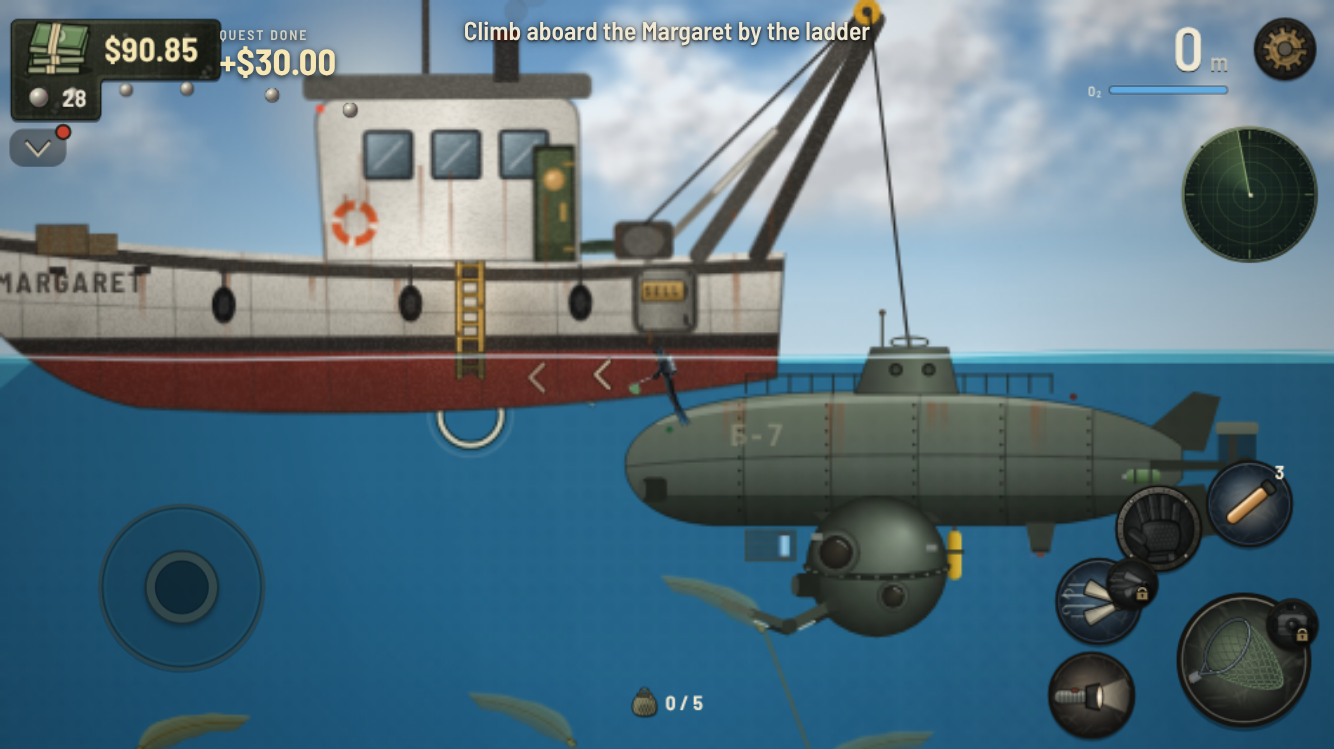 QUEST DONE
Climb aboard the Margaret by the ladder
$90.85
+$30.00
0 m
28
O₂
MARGARET
SELL
Б-7
3
0 / 5